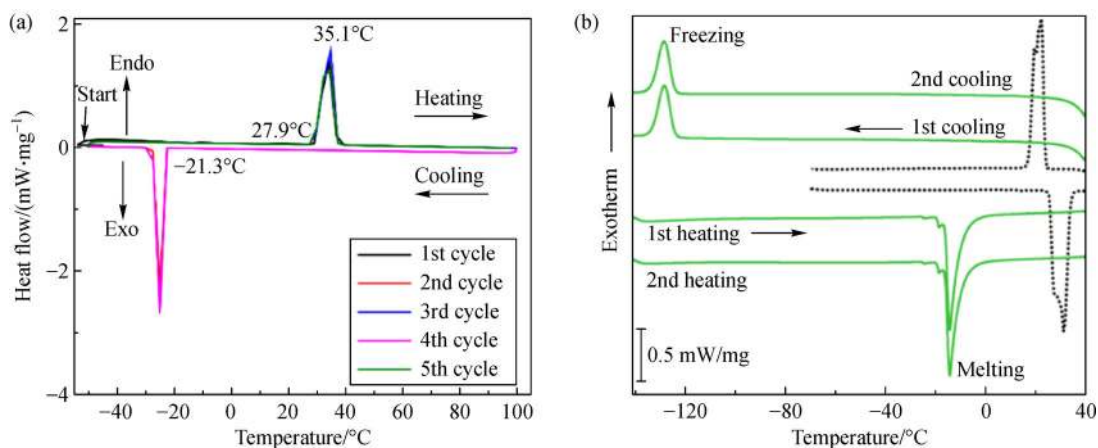 (a)
2
35.1°C
Endo
Start
Heating
27.9°C
0
−21.3°C
Cooling
Exo
Heat flow/(mW·mg⁻¹)
−2
−4
1st cycle
2nd cycle
3rd cycle
4th cycle
5th cycle
−40 −20 0 20 40 60 80 100
Temperature/°C
(b)
Freezing
2nd cooling
1st cooling
Exotherm
1st heating
2nd heating
0.5 mW/mg
Melting
−120 −80 −40 0 40
Temperature/°C